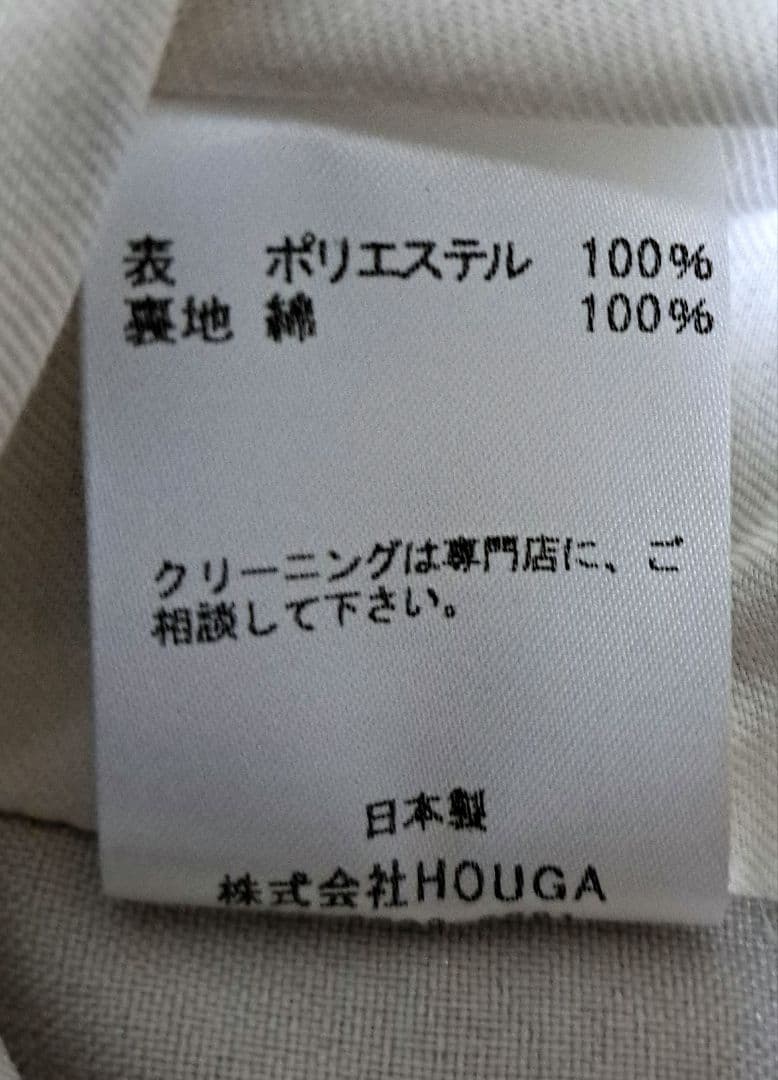 表 ポリエステル 100%
裏地 綿 100%
クリーニングは専門店に、ご
相談して下さい。
日本製
株式会社HOUGA